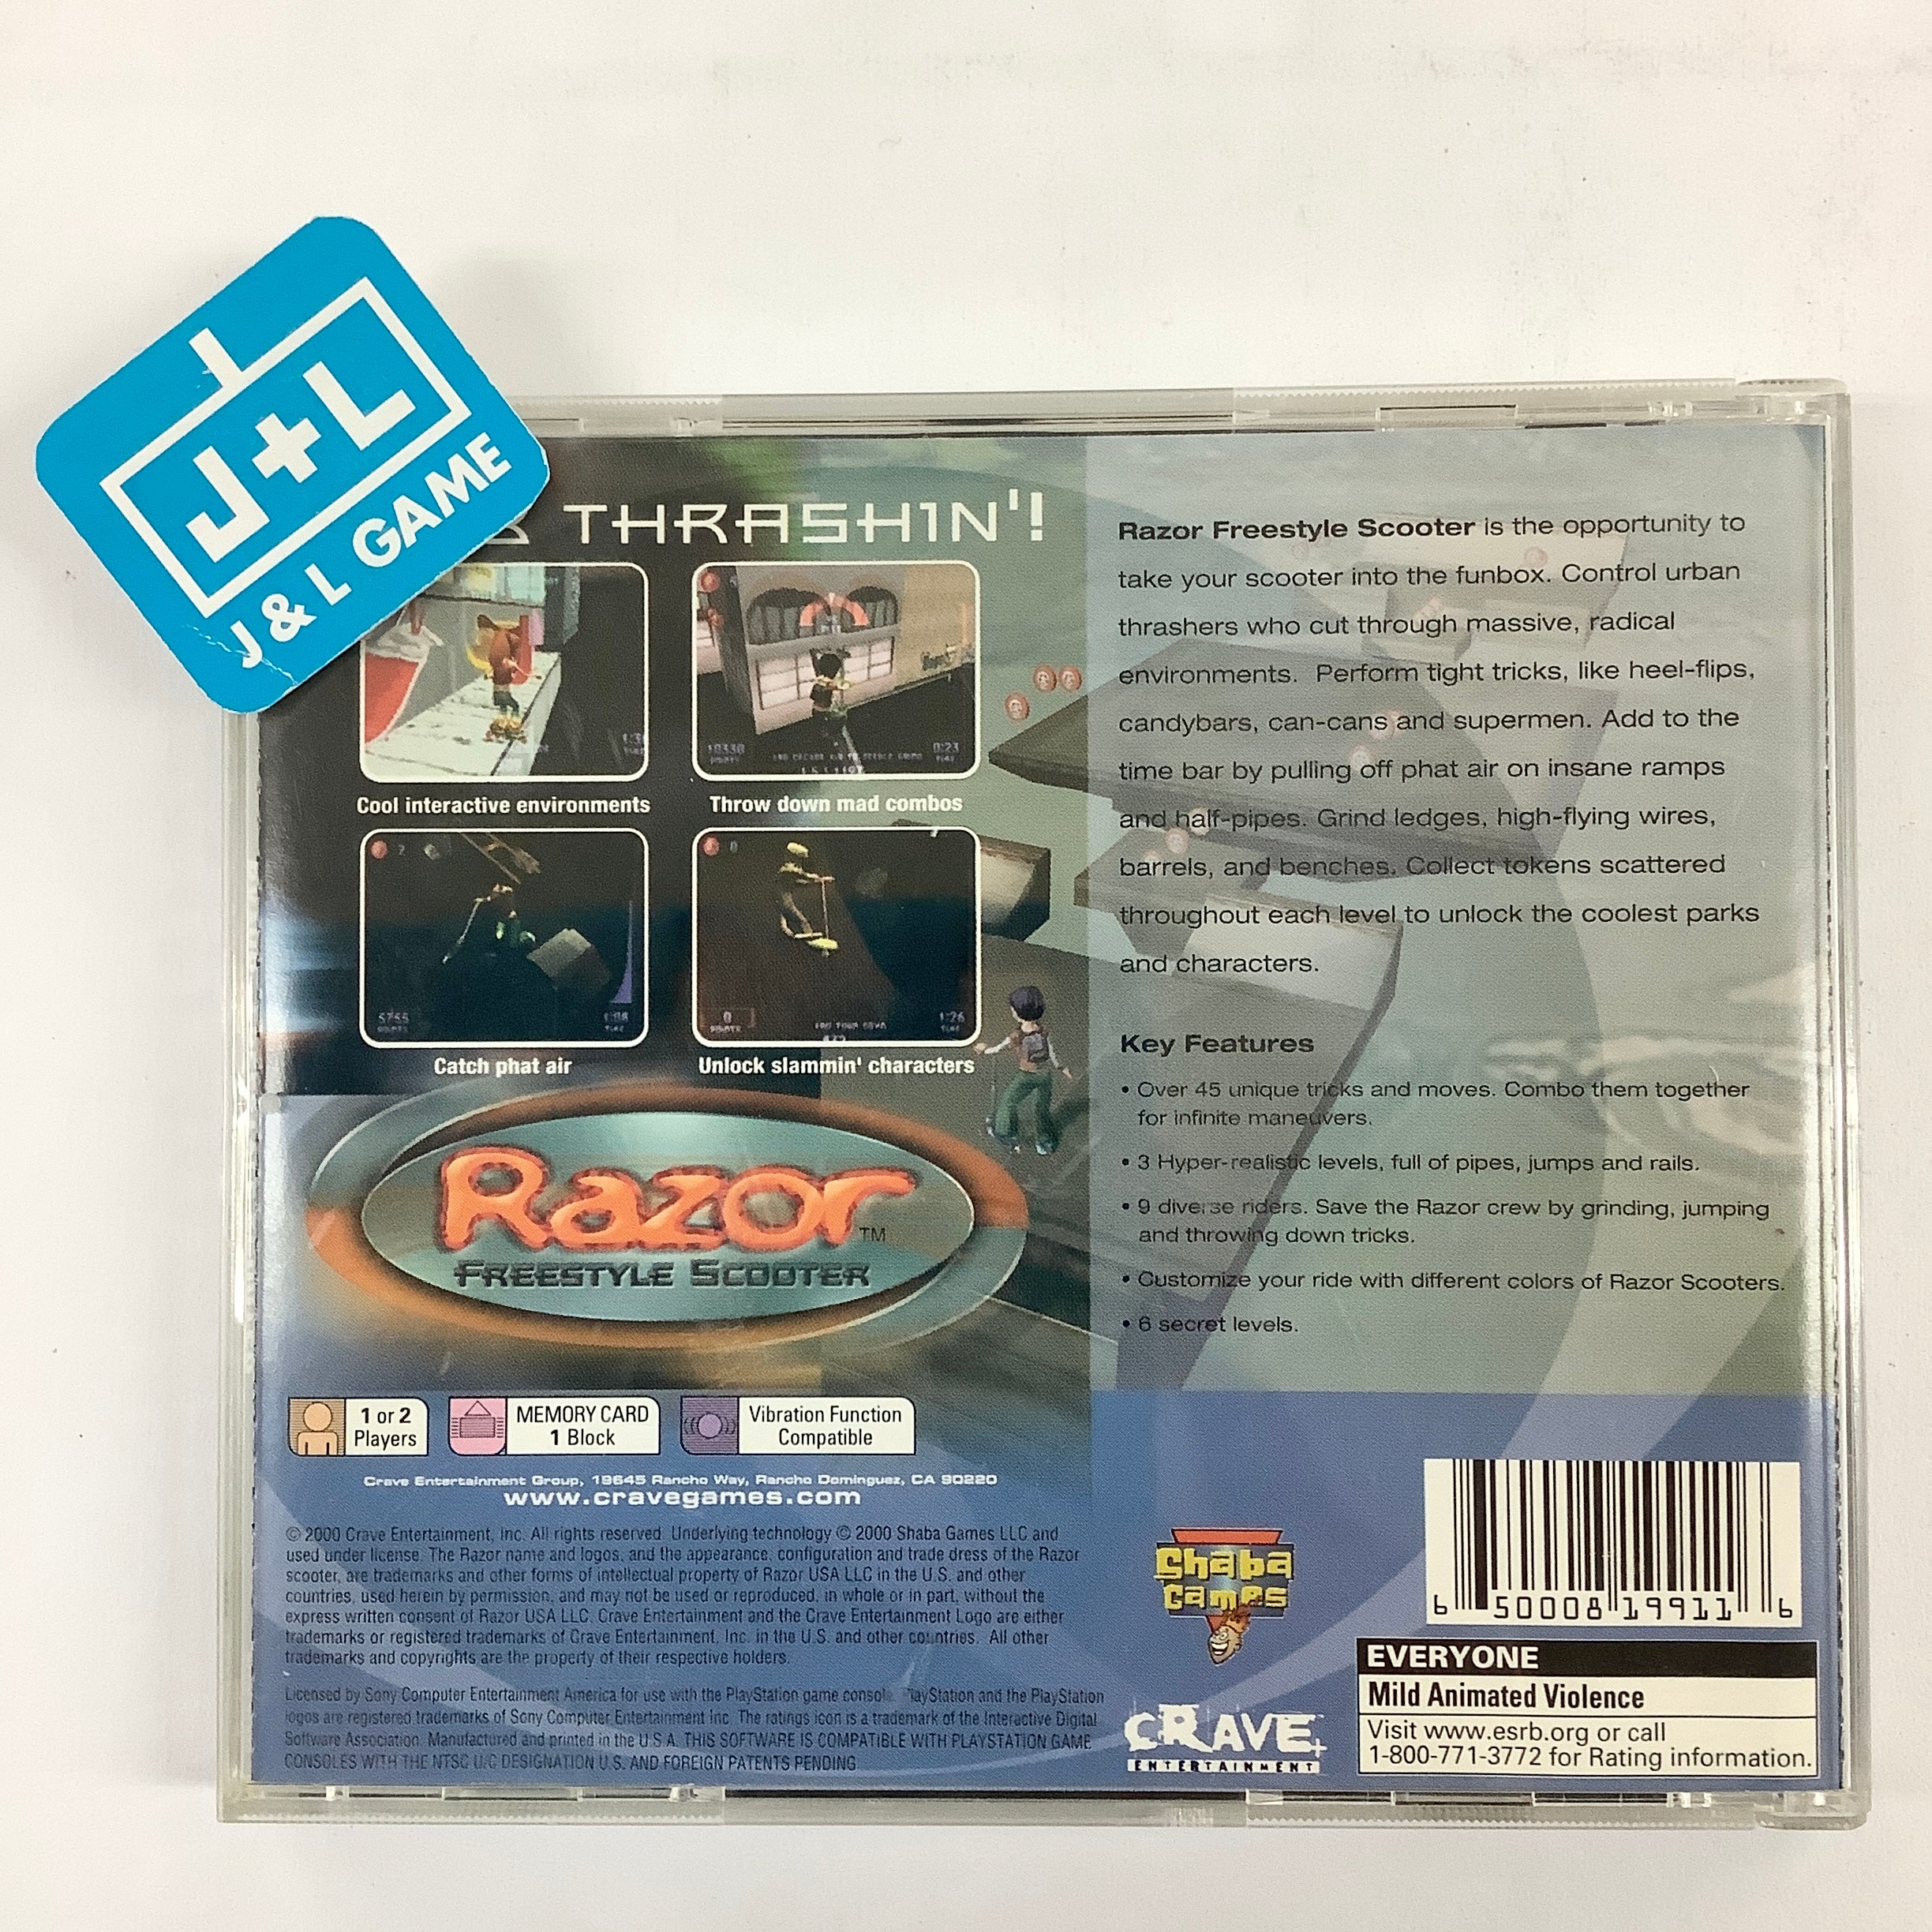 J+L
J & L GAME
THRASHIN'!
Cool interactive environments
Throw down mad combos
10330
0:23
2
0
5755
1:08
0
1:26
Catch phat air
Unlock slammin' characters
Razor™
FREESTYLE SCOOTER
1 or 2
Players
MEMORY CARD
1 Block
Vibration Function
Compatible
Crave Entertainment Group, 19645 Rancho Way, Rancho Dominguez, CA 90220
www.cravegames.com
© 2000 Crave Entertainment, Inc. All rights reserved. Underlying technology © 2000 Shaba Games LLC and
used under license. The Razor name and logos, and the appearance, configuration and trade dress of the Razor
scooter, are trademarks and other forms of intellectual property of Razor USA LLC in the U.S. and other
countries, used herein by permission, and may not be used or reproduced, in whole or in part, without the
express written consent of Razor USA LLC. Crave Entertainment and the Crave Entertainment Logo are either
trademarks or registered trademarks of Crave Entertainment, Inc. in the U.S. and other countries. All other
trademarks and copyrights are the property of their respective holders.
Licensed by Sony Computer Entertainment America for use with the PlayStation game console. PlayStation and the PlayStation
logos are registered trademarks of Sony Computer Entertainment Inc. The ratings icon is a trademark of the Interactive Digital
Software Association. Manufactured and printed in the U.S.A. THIS SOFTWARE IS COMPATIBLE WITH PLAYSTATION GAME
CONSOLES WITH THE NTSC U/C DESIGNATION U.S. AND FOREIGN PATENTS PENDING
Razor Freestyle Scooter is the opportunity to
take your scooter into the funbox. Control urban
thrashers who cut through massive, radical
environments. Perform tight tricks, like heel-flips,
candybars, can-cans and supermen. Add to the
time bar by pulling off phat air on insane ramps
and half-pipes. Grind ledges, high-flying wires,
barrels, and benches. Collect tokens scattered
throughout each level to unlock the coolest parks
and characters.
Key Features
• Over 45 unique tricks and moves. Combo them together
for infinite maneuvers.
• 3 Hyper-realistic levels, full of pipes, jumps and rails.
• 9 diverse riders. Save the Razor crew by grinding, jumping
and throwing down tricks.
• Customize your ride with different colors of Razor Scooters.
• 6 secret levels.
Shaba
Games
CRAVE
ENTERTAINMENT
6 50008 19911 6
EVERYONE
Mild Animated Violence
Visit www.esrb.org or call
1-800-771-3772 for Rating information.